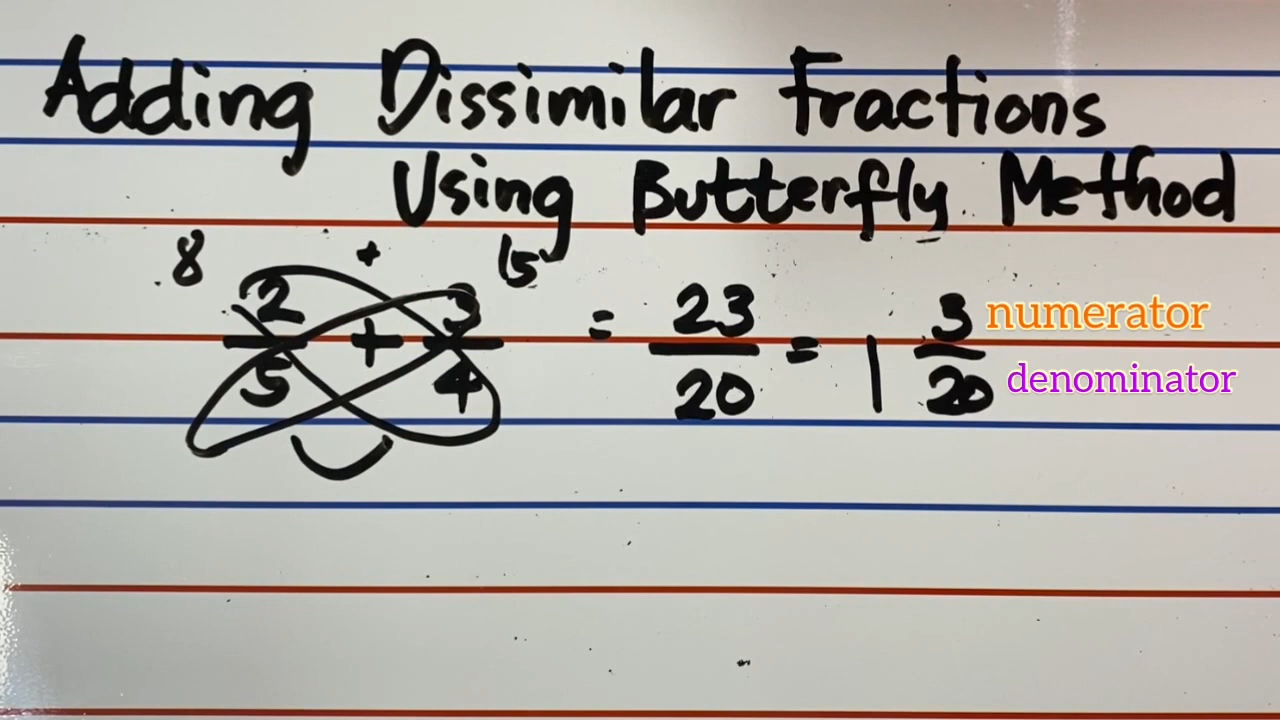 Adding Dissimilar Fractions
Using Butterfly Method
8 + 15
2/5 + 3/4 = 23/20 = 1 3/20
numerator
denominator